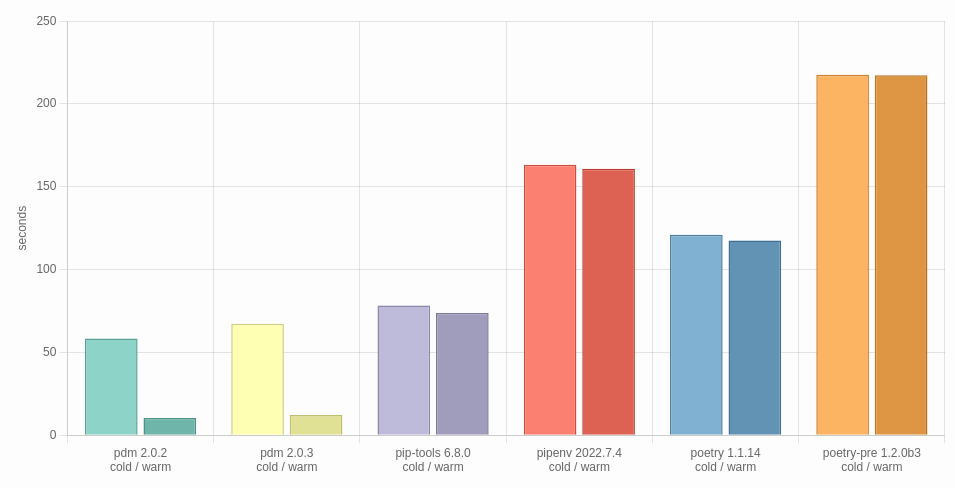 250
200
150
100
50
0
seconds
pdm 2.0.2
cold / warm
pdm 2.0.3
cold / warm
pip-tools 6.8.0
cold / warm
pipenv 2022.7.4
cold / warm
poetry 1.1.14
cold / warm
poetry-pre 1.2.0b3
cold / warm